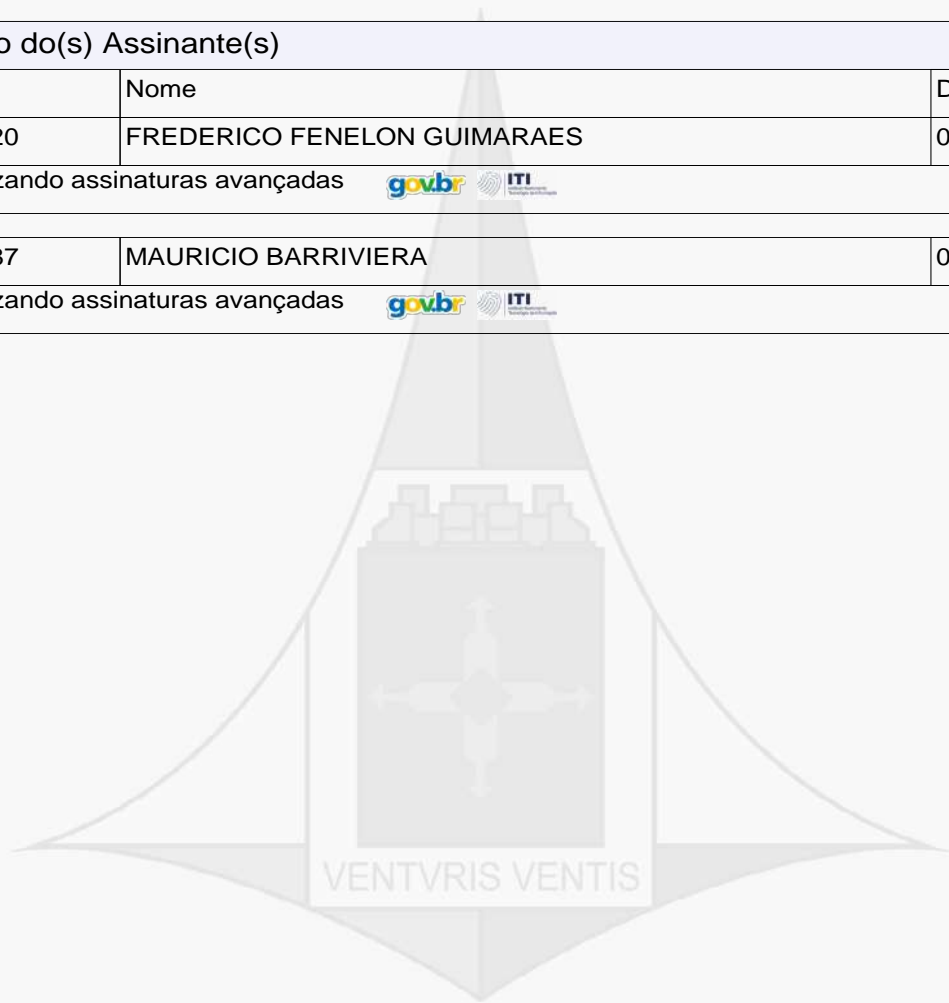 o do(s) Assinante(s)
Nome D
20 FREDERICO FENELON GUIMARAES 0
zando assinaturas avançadas gov.br ITI
37 MAURICIO BARRIVIERA 0
zando assinaturas avançadas gov.br ITI
VENTVRIS VENTIS